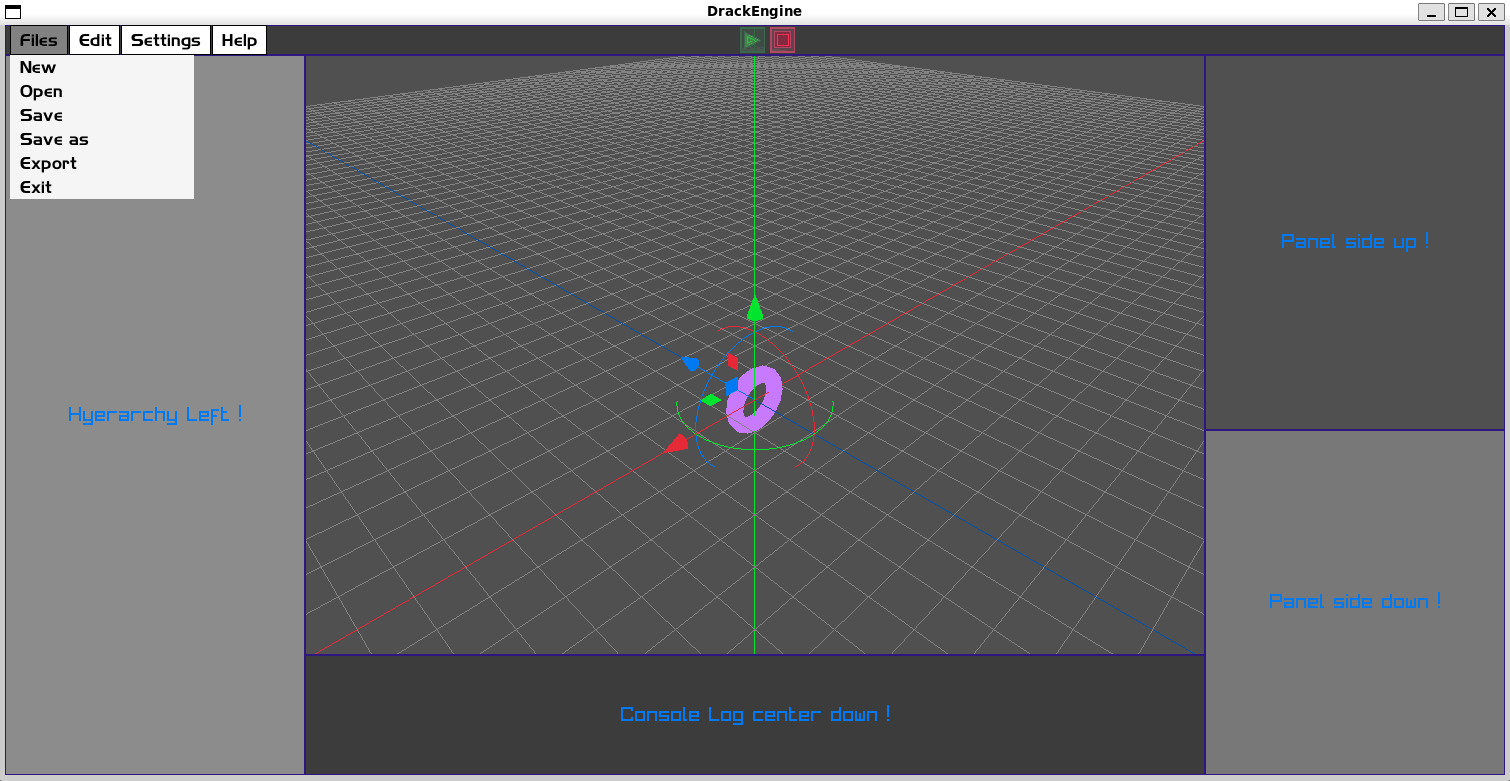 DrackEngine
Files Edit Settings Help
New
Open
Save
Save as
Export
Exit
Panel side up !
Hyerarchy Left !
Panel side down !
Console Log center down !